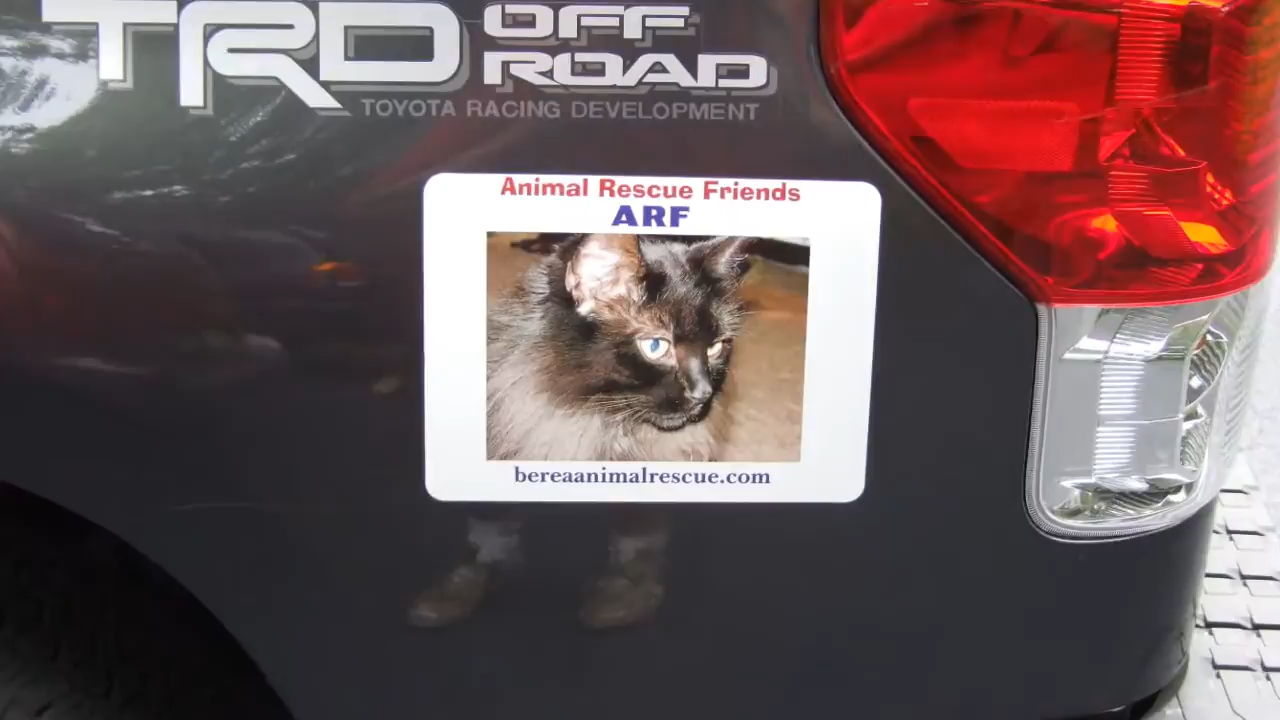 TRD OFF
ROAD
TOYOTA RACING DEVELOPMENT
Animal Rescue Friends
ARF
bereaanimalrescue.com